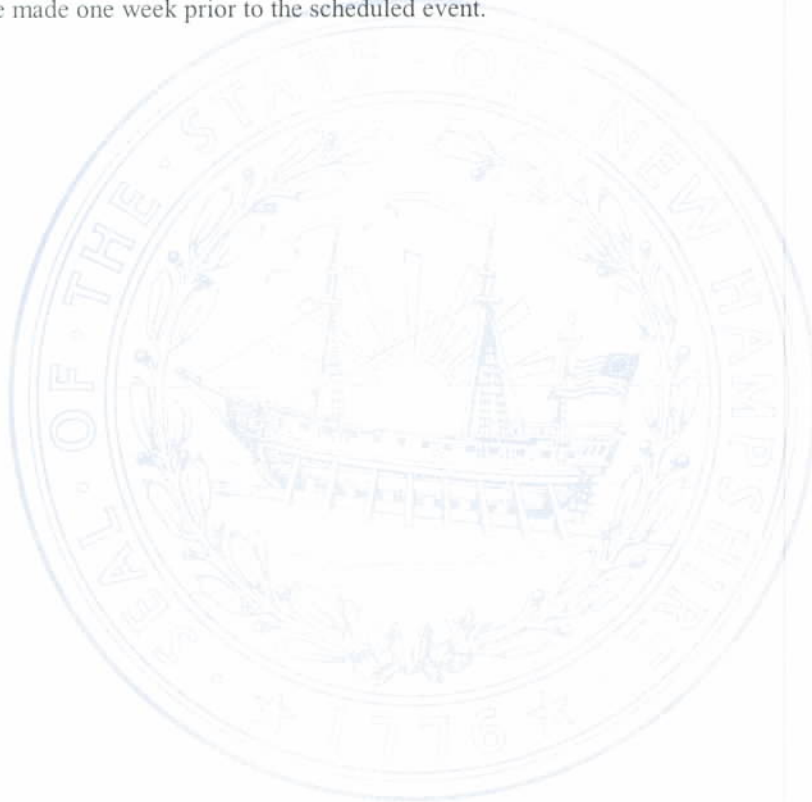 e made one week prior to the scheduled event.
SEAL · OF · THE · STATE · OF · NEW HAMPSHIRE
★ 1776 ★